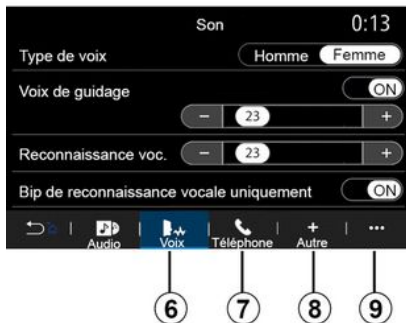 Son 0:13
Type de voix Homme Femme
Voix de guidage ON
− 23 +
Reconnaissance voc. − 23 +
Bip de reconnaissance vocale uniquement ON
Audio Voix Téléphone + Autre •••
6 7 8 9